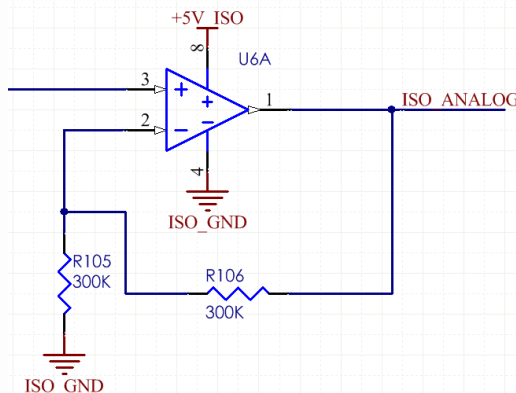 +5V_ISO
8
U6A
3
+
+
1
ISO_ANALOG
2
−
−
4
ISO_GND
R105
300K
R106
300K
ISO_GND